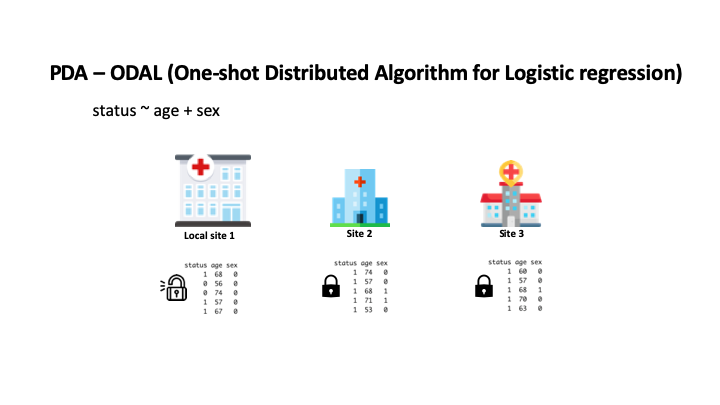 PDA – ODAL (One-shot Distributed Algorithm for Logistic regression)
status ~ age + sex
Local site 1
status age sex
1 68 0
0 56 0
0 74 0
1 57 0
1 67 0
Site 2
status age sex
1 74 0
1 57 0
1 68 1
1 71 1
1 53 0
Site 3
status age sex
1 60 0
1 57 0
1 68 1
1 70 0
1 63 0